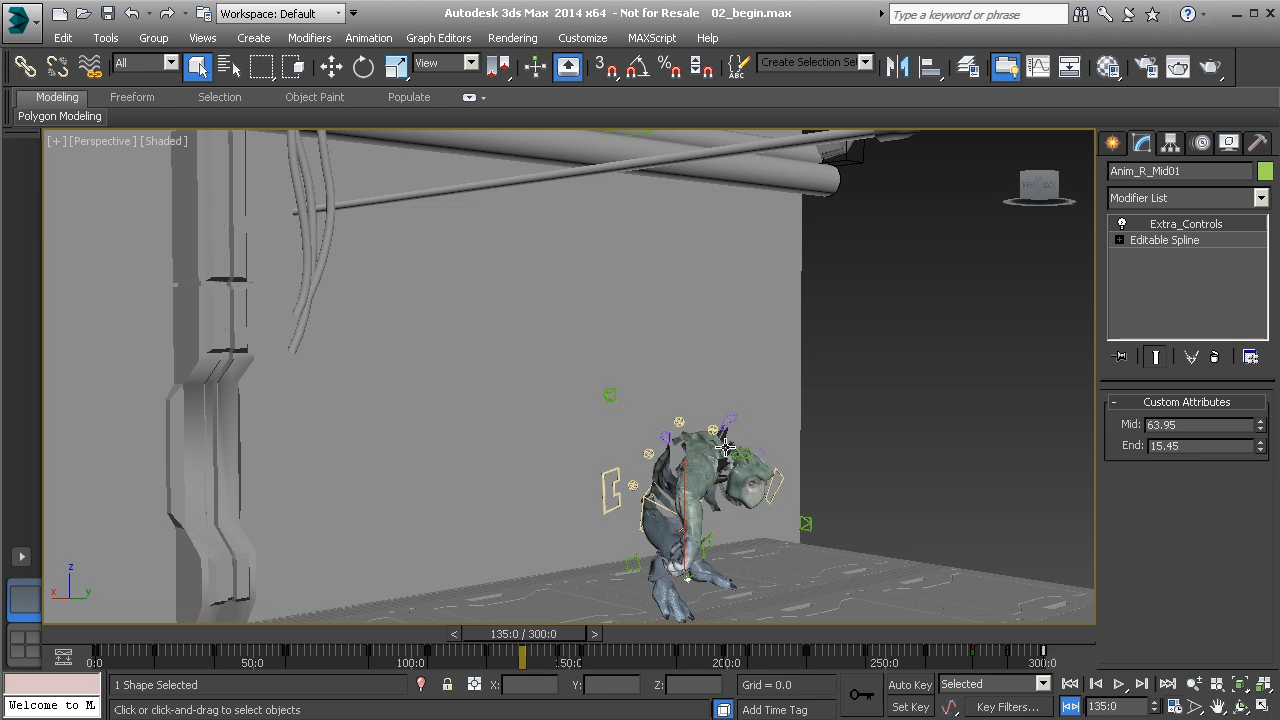 Workspace: Default
Autodesk 3ds Max 2014 x64 - Not for Resale 02_begin.max
Type a keyword or phrase
Edit Tools Group Views Create Modifiers Animation Graph Editors Rendering Customize MAXScript Help
All
View
Create Selection Se
Modeling Freeform Selection Object Paint Populate
Polygon Modeling
[+][Perspective][Shaded]
Anim_R_Mid01
Modifier List
Extra_Controls
Editable Spline
- Custom Attributes
Mid: 63.95
End: 15.45
z
x y
< 135:0 / 300:0 >
0:0 50:0 100:0 150:0 200:0 250:0 300:0
1 Shape Selected X: Y: Z: Grid = 0.0 Auto Key Selected
Welcome to M. Click or click-and-drag to select objects Add Time Tag Set Key Key Filters... 135:0